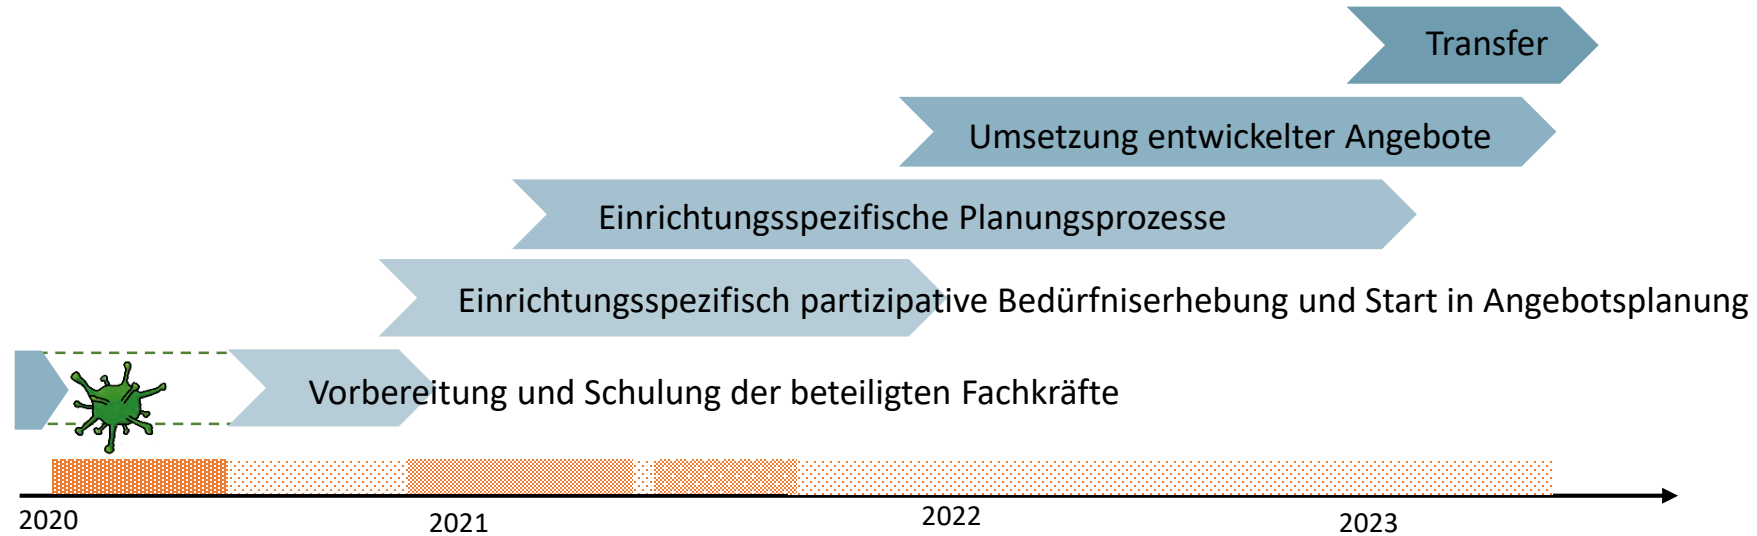 Transfer
Umsetzung entwickelter Angebote
Einrichtungsspezifische Planungsprozesse
Einrichtungsspezifisch partizipative Bedürfniserhebung und Start in Angebotsplanung
Vorbereitung und Schulung der beteiligten Fachkräfte
2020 2021 2022 2023